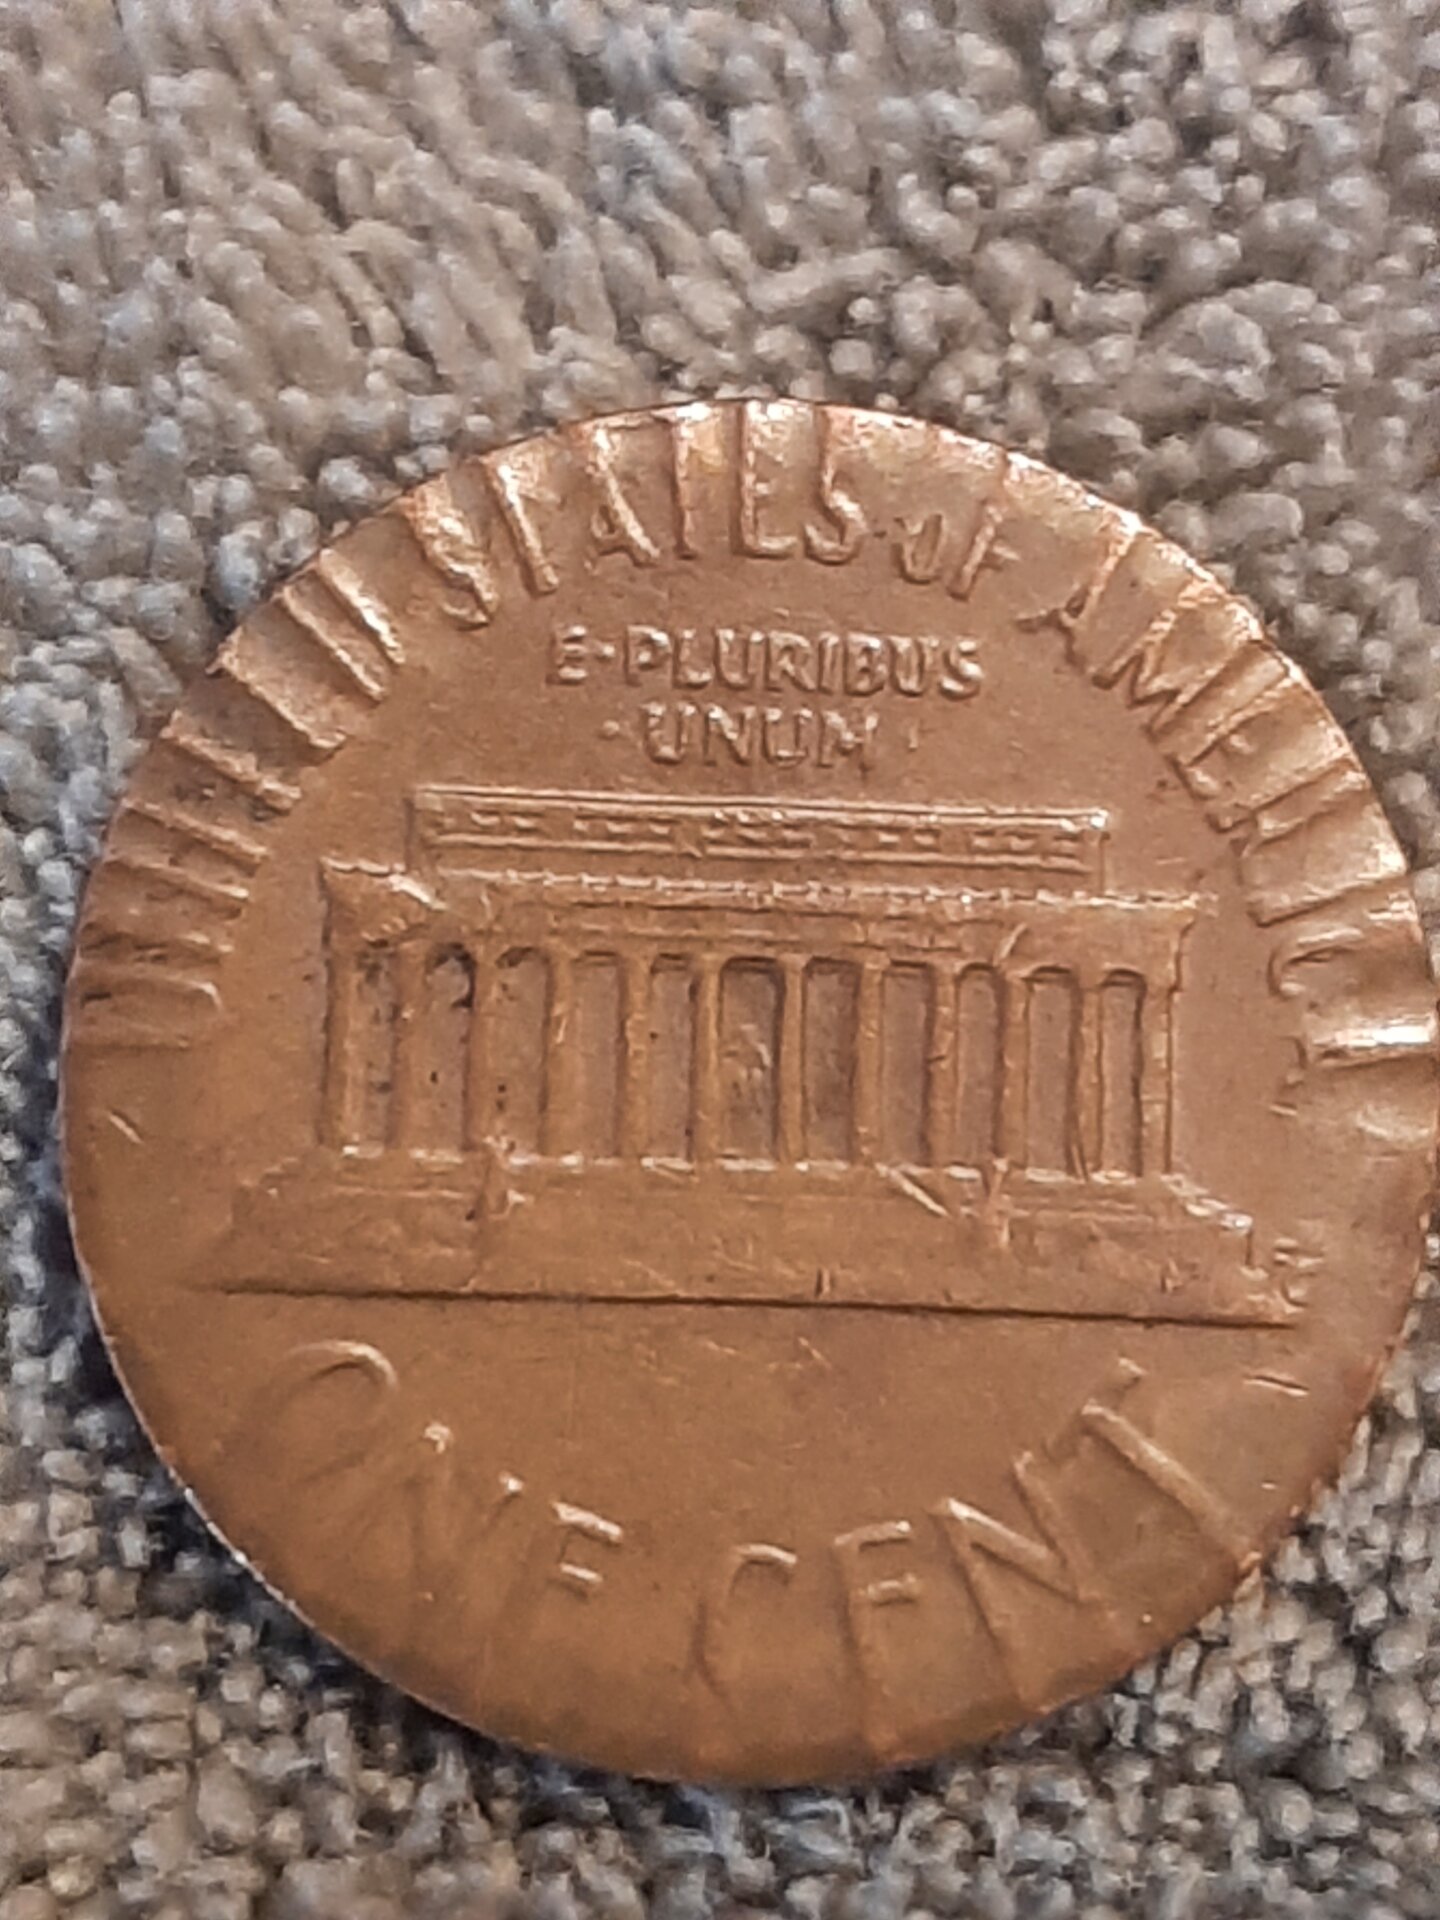 UNITED STATES OF AMERICA
E·PLURIBUS
·UNUM·
ONE CENT